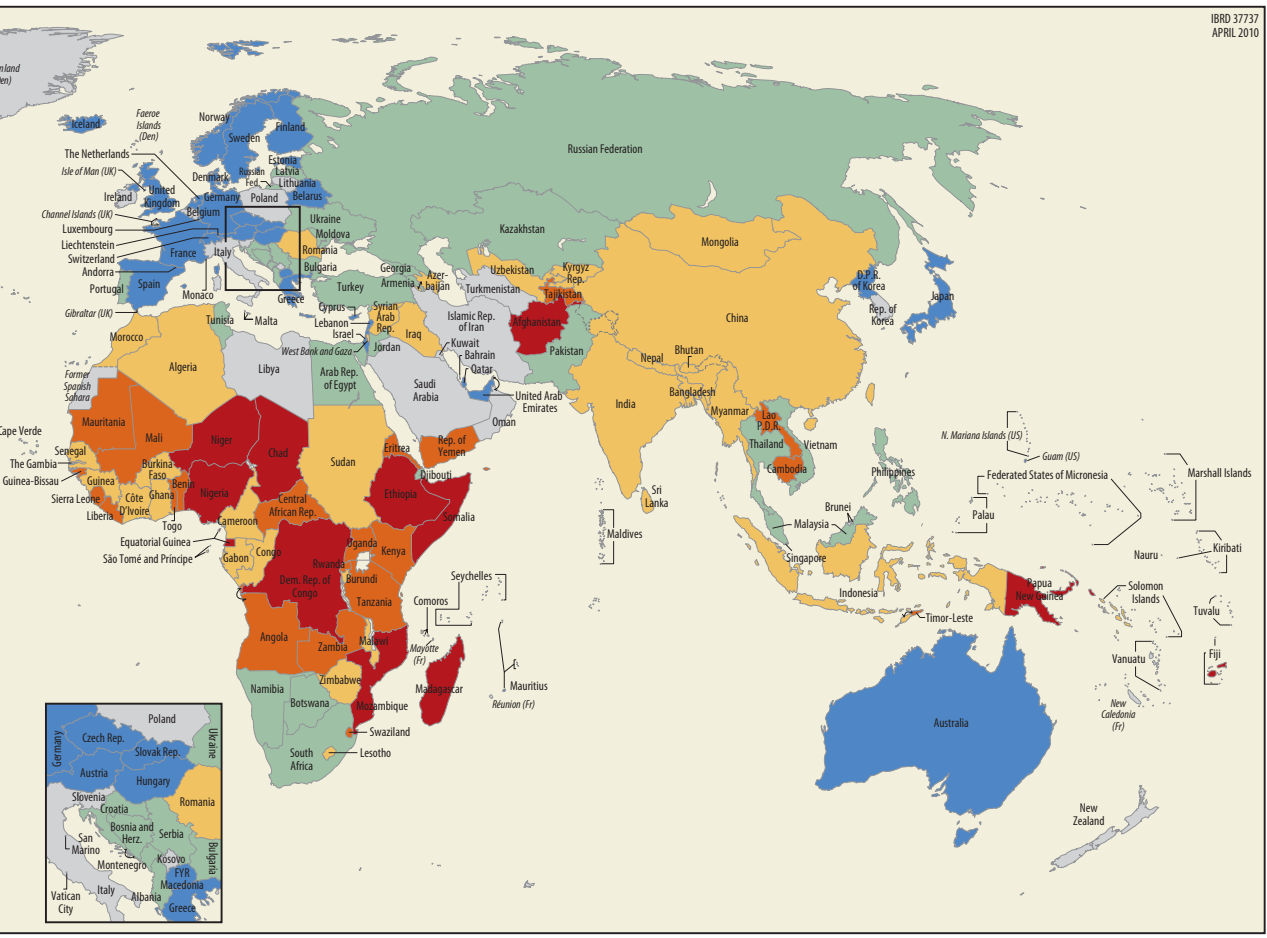 IBRD 37737
APRIL 2010
nland
en)
Iceland
Faeroe
Islands
(Den)
Norway
Sweden
Finland
Russian Federation
The Netherlands
Isle of Man (UK)
Estonia
Latvia
Russian
Fed.
Lithuania
Denmark
United
Kingdom
Ireland
Germany
Poland
Belarus
Channel Islands (UK)
Belgium
Luxembourg
Ukraine
Moldova
Liechtenstein
Switzerland
France
Italy
Romania
Andorra
Bulgaria
Portugal
Spain
Monaco
Greece
Gibraltar (UK)
Malta
Kazakhstan
Mongolia
Georgia
Armenia
Azer-
baijan
Uzbekistan
Kyrgyz
Rep.
Turkey
Turkmenistan
Tajikistan
D.P.R.
of Korea
Japan
Rep. of
Korea
China
Cyprus
Lebanon
Israel
Syrian
Arab
Rep.
Iraq
Islamic Rep.
of Iran
Afghanistan
Tunisia
Morocco
West Bank and Gaza
Jordan
Kuwait
Bahrain
Qatar
Pakistan
Nepal
Bhutan
Algeria
Libya
Arab Rep.
of Egypt
Saudi
Arabia
United Arab
Emirates
Oman
India
Bangladesh
Myanmar
Former
Spanish
Sahara
Lao
P.D.R.
Mauritania
Mali
Niger
Chad
Sudan
Eritrea
Rep. of
Yemen
Thailand
Vietnam
Cambodia
Philippines
N. Mariana Islands (US)
Guam (US)
Cape Verde
Senegal
The Gambia
Guinea-Bissau
Guinea
Sierra Leone
Liberia
Burkina
Faso
Côte
D'Ivoire
Ghana
Benin
Togo
Nigeria
Cameroon
Central
African Rep.
Ethiopia
Djibouti
Somalia
Sri
Lanka
Maldives
Brunei
Malaysia
Singapore
Federated States of Micronesia
Marshall Islands
Palau
Nauru
Kiribati
Equatorial Guinea
São Tomé and Príncipe
Gabon
Congo
Uganda
Kenya
Rwanda
Burundi
Dem. Rep. of
Congo
Tanzania
Seychelles
Comoros
Indonesia
Papua
New Guinea
Solomon
Islands
Tuvalu
Timor-Leste
Angola
Zambia
Malawi
Mayotte
(Fr)
Vanuatu
Fiji
Zimbabwe
Madagascar
Mauritius
Réunion (Fr)
New
Caledonia
(Fr)
Namibia
Botswana
Mozambique
Swaziland
Lesotho
South
Africa
Australia
New
Zealand
Poland
Germany
Czech Rep.
Slovak Rep.
Ukraine
Austria
Hungary
Slovenia
Croatia
Romania
San
Marino
Bosnia and
Herz.
Serbia
Montenegro
Kosovo
Bulgaria
FYR
Macedonia
Vatican
City
Italy
Albania
Greece